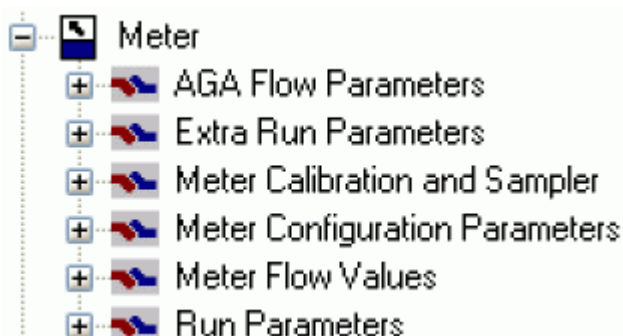 Meter
AGA Flow Parameters
Extra Run Parameters
Meter Calibration and Sampler
Meter Configuration Parameters
Meter Flow Values
Run Parameters